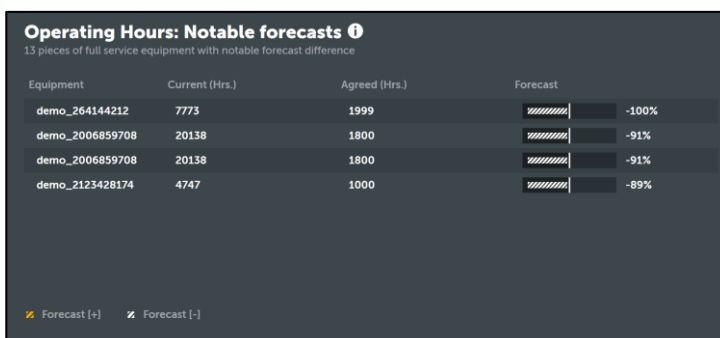 Operating Hours: Notable forecasts i
13 pieces of full service equipment with notable forecast difference
Equipment Current (Hrs.) Agreed (Hrs.) Forecast
demo_264144212 7773 1999 -100%
demo_2006859708 20138 1800 -91%
demo_2006859708 20138 1800 -91%
demo_2123428174 4747 1000 -89%
Forecast [+] Forecast [-]